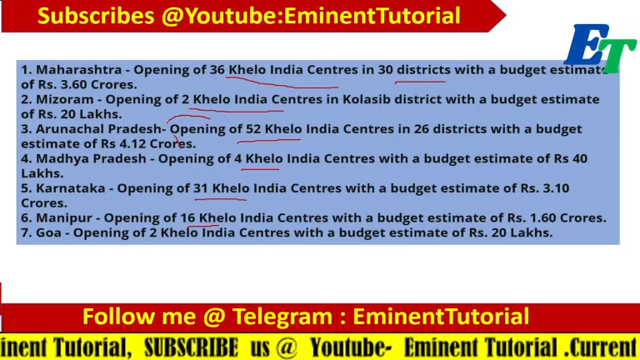 Subscribes @Youtube:EminentTutorial
ET
1. Maharashtra - Opening of 36 Khelo India Centres in 30 districts with a budget estimate
of Rs. 3.60 Crores.
2. Mizoram - Opening of 2 Khelo India Centres in Kolasib district with a budget estimate
of Rs. 20 Lakhs.
3. Arunachal Pradesh- Opening of 52 Khelo India Centres in 26 districts with a budget
estimate of Rs 4.12 Crores.
4. Madhya Pradesh - Opening of 4 Khelo India Centres with a budget estimate of Rs 40
Lakhs.
5. Karnataka - Opening of 31 Khelo India Centres with a budget estimate of Rs. 3.10
Crores.
6. Manipur - Opening of 16 Khelo India Centres with a budget estimate of Rs. 1.60 Crores.
7. Goa - Opening of 2 Khelo India Centres with a budget estimate of Rs. 20 Lakhs.
Follow me @ Telegram : EminentTutorial
inent Tutorial, SUBSCRIBE us @ Youtube- Eminent Tutorial .Current